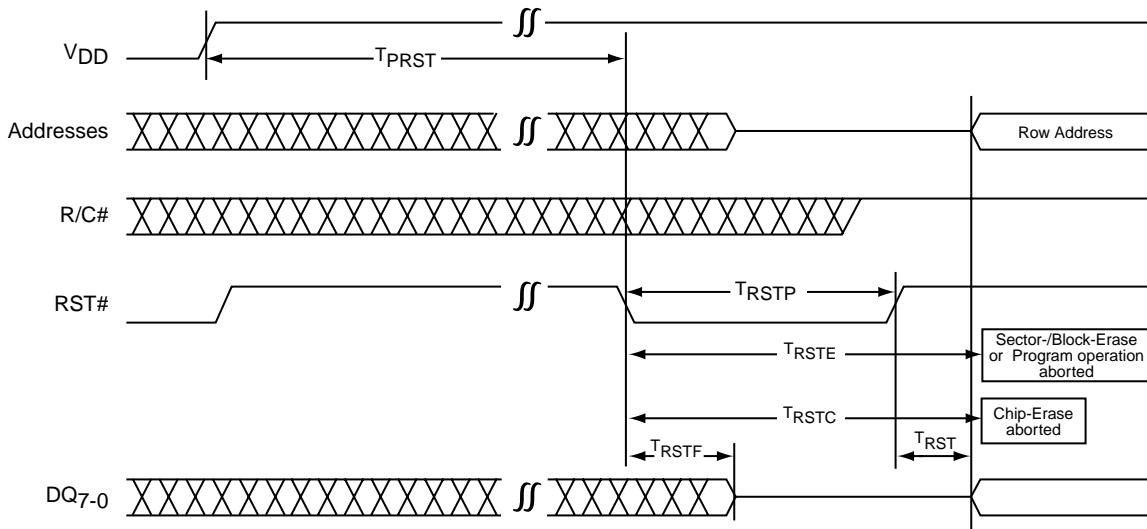 VDD
TPRST
Addresses
Row Address
R/C#
RST#
TRSTP
TRSTE
Sector-/Block-Erase
or Program operation
aborted
TRSTC
Chip-Erase
aborted
TRST
TRSTF
DQ7-0